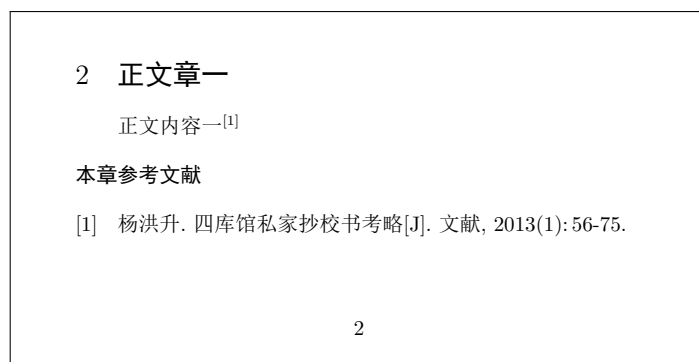 2 正文章一
正文内容一[1]
本章参考文献
[1] 杨洪升. 四库馆私家抄校书考略[J]. 文献, 2013(1): 56-75.
2